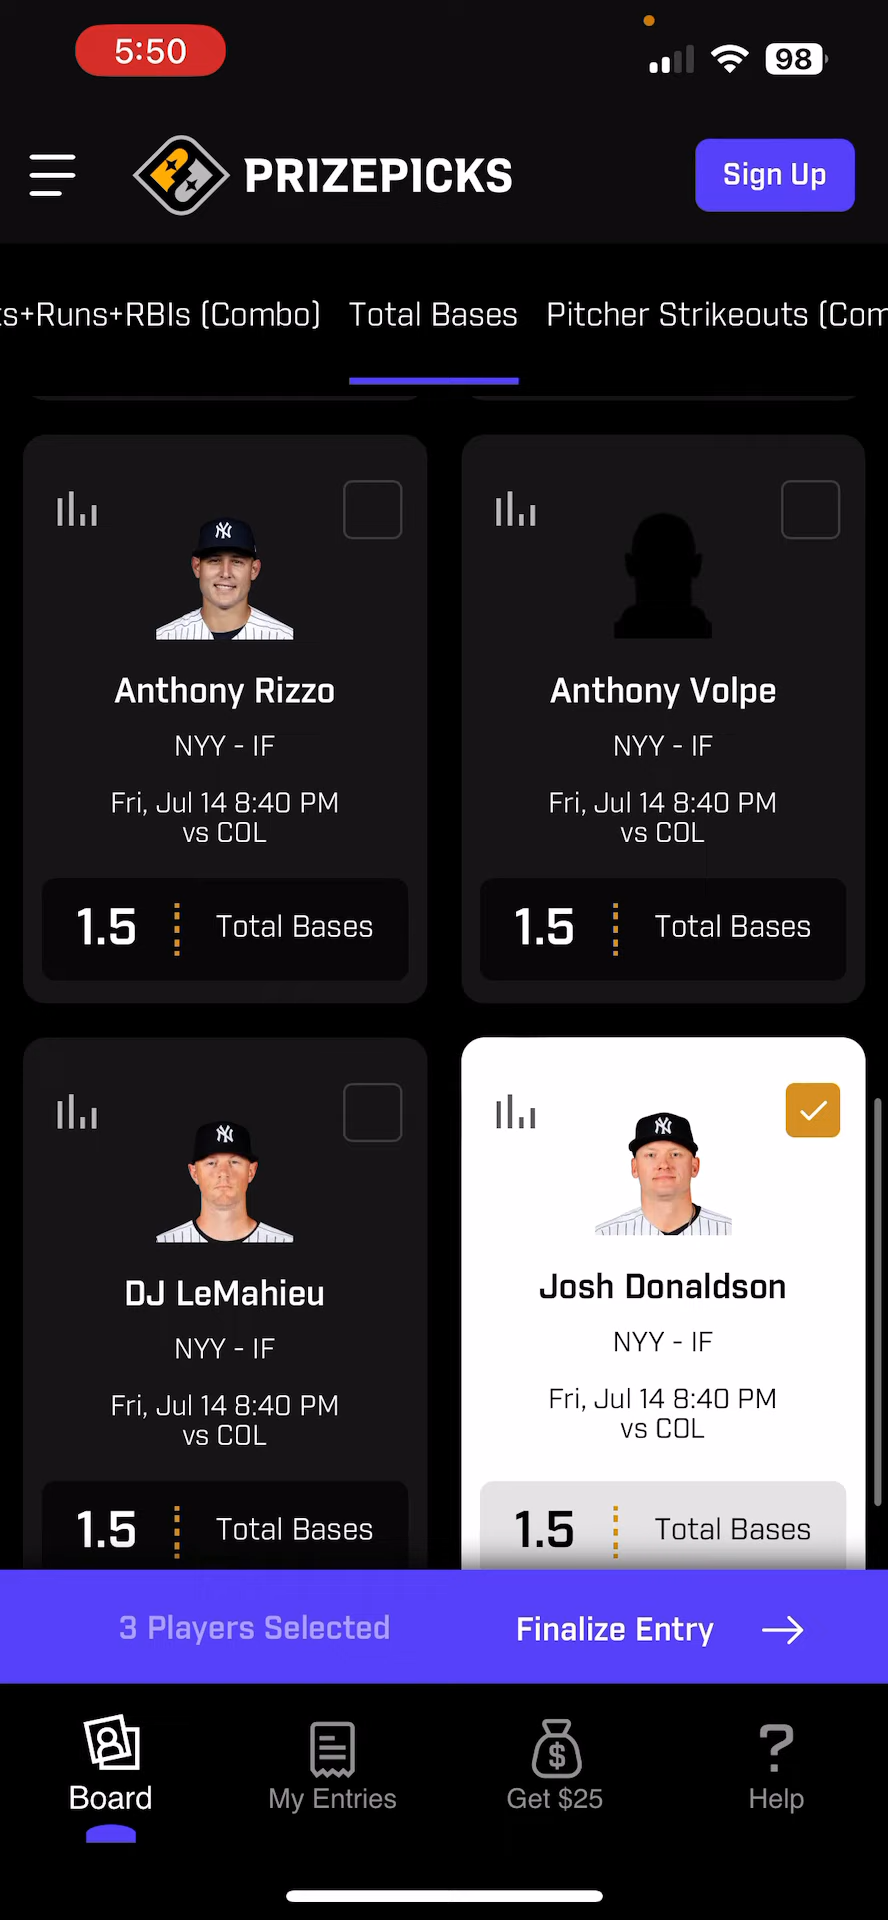 5:50
98
PRIZEPICKS
Sign Up
s+Runs+RBIs (Combo)
Total Bases
Pitcher Strikeouts (Com
Anthony Rizzo
NYY - IF
Fri, Jul 14 8:40 PM
vs COL
1.5
Total Bases
Anthony Volpe
NYY - IF
Fri, Jul 14 8:40 PM
vs COL
1.5
Total Bases
DJ LeMahieu
NYY - IF
Fri, Jul 14 8:40 PM
vs COL
1.5
Total Bases
Josh Donaldson
NYY - IF
Fri, Jul 14 8:40 PM
vs COL
1.5
Total Bases
3 Players Selected
Finalize Entry
Board
My Entries
Get $25
Help